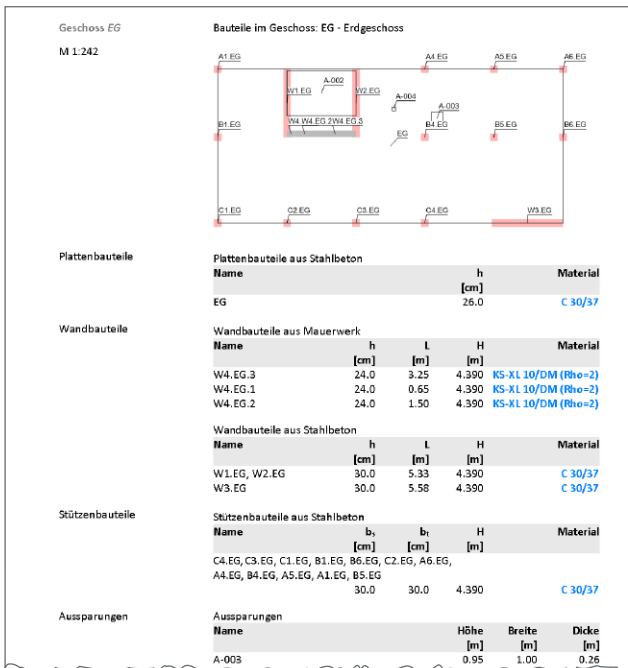 Geschoss EG
Bauteile im Geschoss: EG - Erdgeschoss
M 1:242
A1.EG
A4.EG
A5.EG
A6.EG
A-002
W1.EG
W2.EG
A-004
A-003
B1.EG
W4.W4.EG.2W4.EG.3
EG
B4.EG
B5.EG
B6.EG
C1.EG
C2.EG
C3.EG
C4.EG
W3.EG
Plattenbauteile
Plattenbauteile aus Stahlbeton
Name h Material
[cm]
EG 26.0 C 30/37
Wandbauteile
Wandbauteile aus Mauerwerk
Name h L H Material
[cm] [m] [m]
W4.EG.3 24.0 3.25 4.390 KS-XL 10/DM (Rho=2)
W4.EG.1 24.0 0.65 4.390 KS-XL 10/DM (Rho=2)
W4.EG.2 24.0 1.50 4.390 KS-XL 10/DM (Rho=2)
Wandbauteile aus Stahlbeton
Name h L H Material
[cm] [m] [m]
W1.EG, W2.EG 30.0 5.33 4.390 C 30/37
W3.EG 30.0 5.58 4.390 C 30/37
Stützenbauteile
Stützenbauteile aus Stahlbeton
Name bs bt H Material
[cm] [cm] [m]
C4.EG, C3.EG, C1.EG, B1.EG, B6.EG, C2.EG, A6.EG,
A4.EG, B4.EG, A5.EG, A1.EG, B5.EG
30.0 30.0 4.390 C 30/37
Aussparungen
Aussparungen
Name Höhe Breite Dicke
[m] [m] [m]
A-003 0.95 1.00 0.26